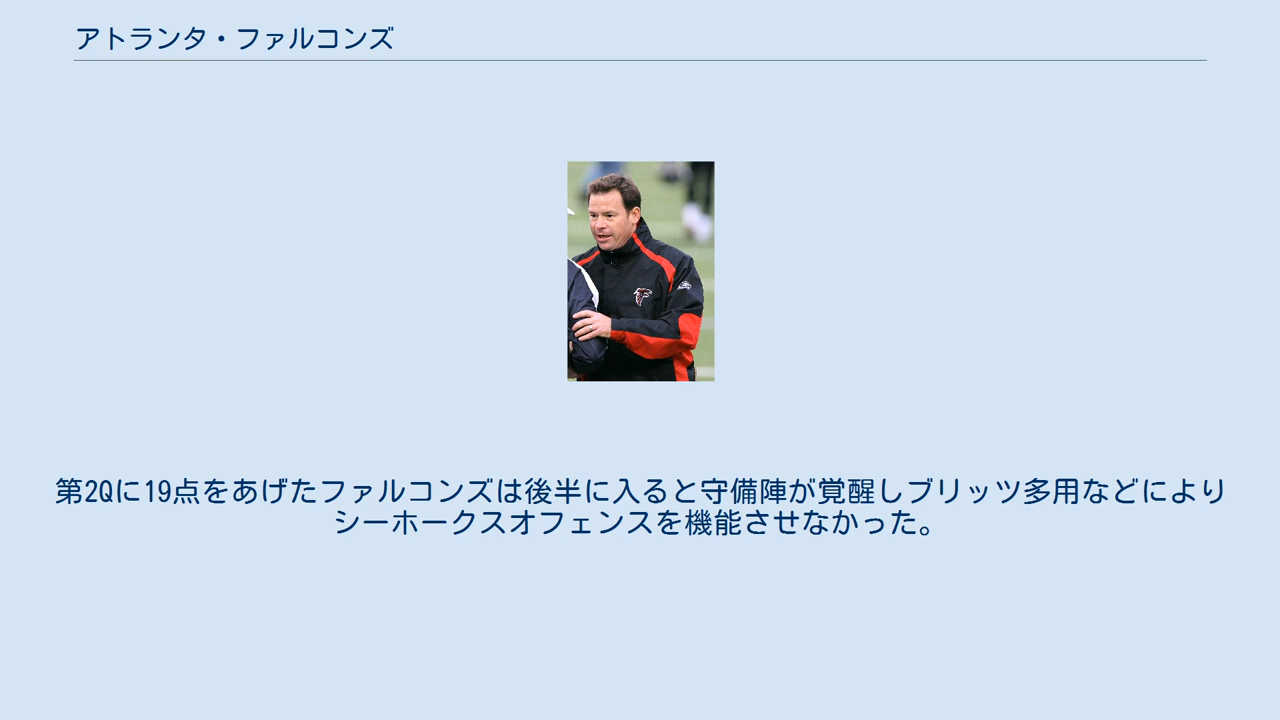 アトランタ・ファルコンズ
第2Qに19点をあげたファルコンズは後半に入ると守備陣が覚醒しブリッツ多用などにより
シーホークスオフェンスを機能させなかった。